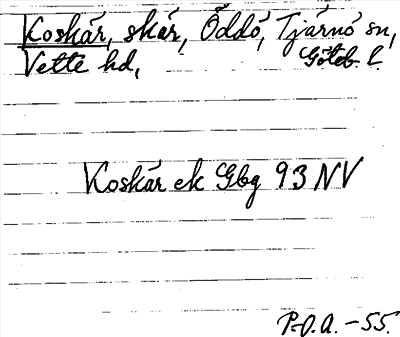 Koskär, skär, Öddö, Tjärnö sn,
Vette hd, Göteb. l.
Koskär ek Gbg 93 NV
P.O.A. -55.